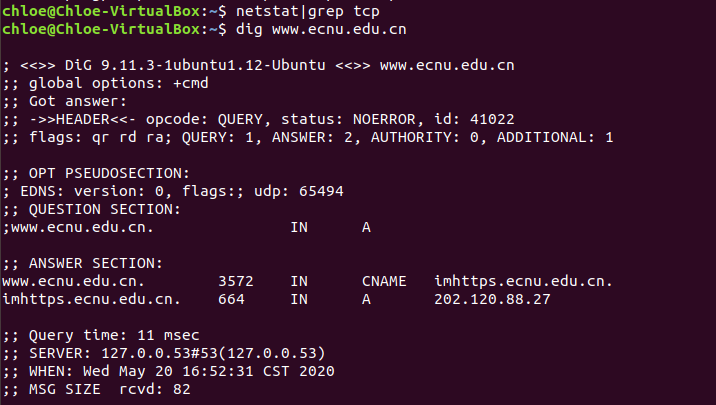 chloe@Chloe-VirtualBox:~$ netstat|grep tcp
chloe@Chloe-VirtualBox:~$ dig www.ecnu.edu.cn
; <<>> DiG 9.11.3-1ubuntu1.12-Ubuntu <<>> www.ecnu.edu.cn
;; global options: +cmd
;; Got answer:
;; ->>HEADER<<- opcode: QUERY, status: NOERROR, id: 41022
;; flags: qr rd ra; QUERY: 1, ANSWER: 2, AUTHORITY: 0, ADDITIONAL: 1
;; OPT PSEUDOSECTION:
; EDNS: version: 0, flags:; udp: 65494
;; QUESTION SECTION:
;www.ecnu.edu.cn. IN A
;; ANSWER SECTION:
www.ecnu.edu.cn. 3572 IN CNAME imhttps.ecnu.edu.cn.
imhttps.ecnu.edu.cn. 664 IN A 202.120.88.27
;; Query time: 11 msec
;; SERVER: 127.0.0.53#53(127.0.0.53)
;; WHEN: Wed May 20 16:52:31 CST 2020
;; MSG SIZE rcvd: 82